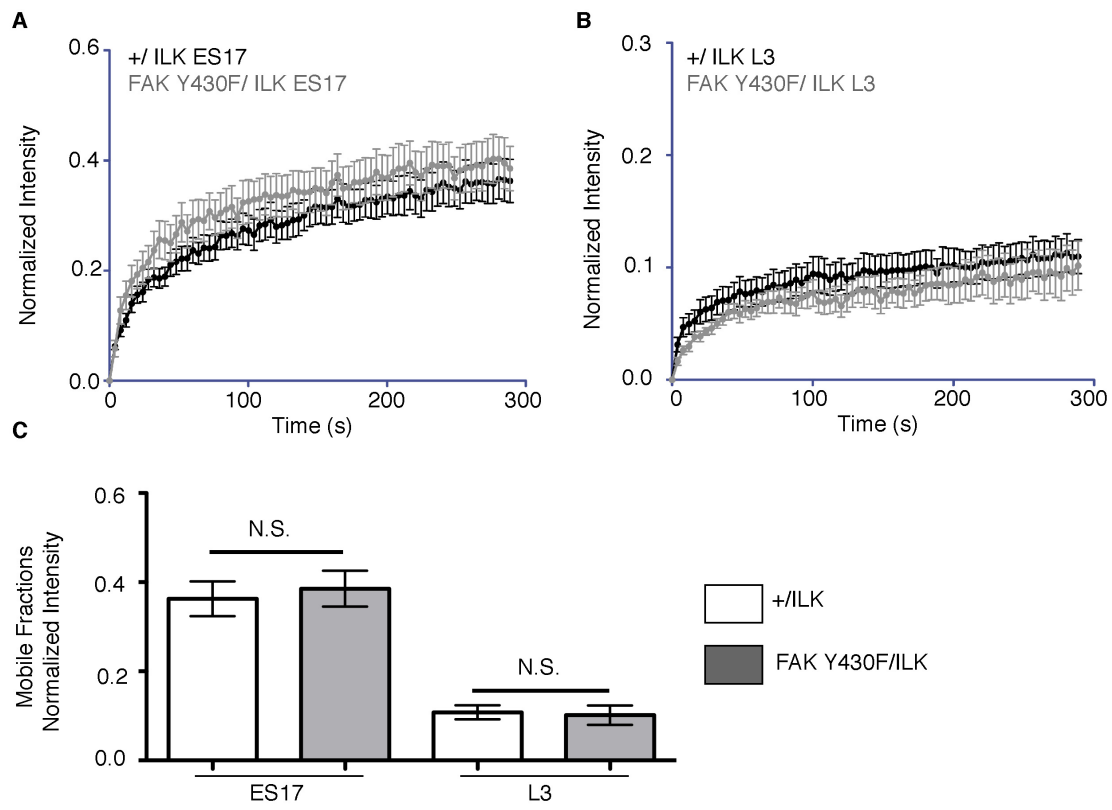 A
0.6
0.4
0.2
0.0
Normalized Intensity
+/ ILK ES17
FAK Y430F/ ILK ES17
0 100 200 300
Time (s)
B
0.3
0.2
0.1
0.0
Normalized Intensity
+/ ILK L3
FAK Y430F/ ILK L3
0 100 200 300
Time (s)
C
0.6
0.4
0.2
0.0
Mobile Fractions
Normalized Intensity
N.S.
N.S.
ES17 L3
+/ILK
FAK Y430F/ILK